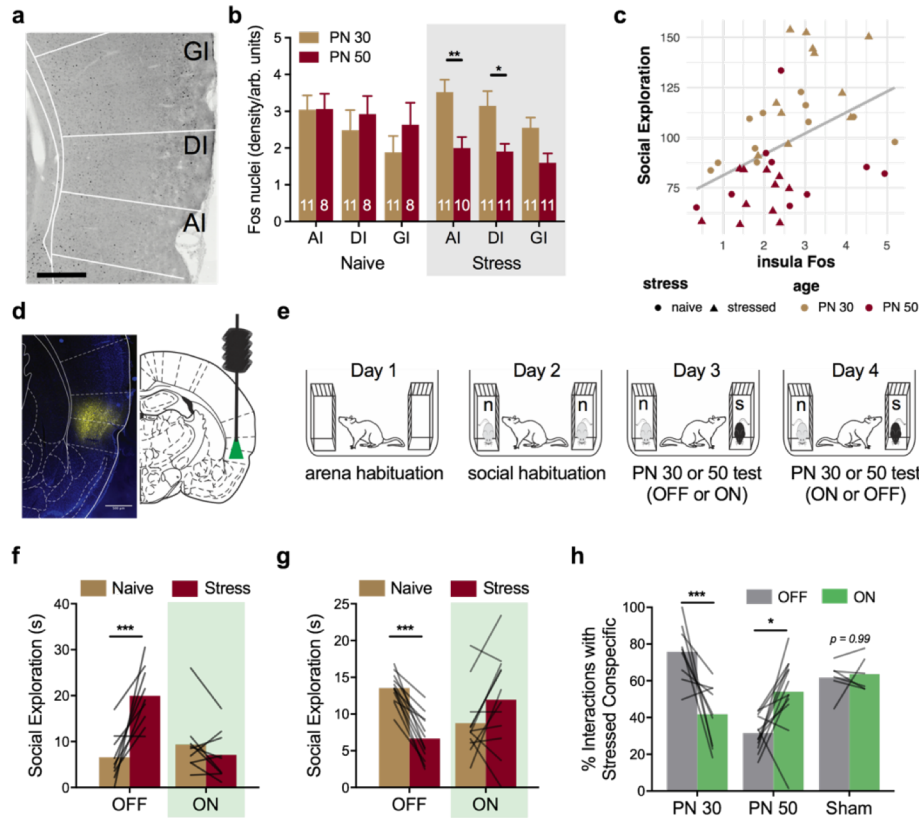 a
GI
DI
AI
b
Fos nuclei (density/arb. units)
6
5
4
3
2
1
0
PN 30
PN 50
**
*
11 8 11 8 11 8 11 10 11 11 11 11
AI DI GI AI DI GI
Naive Stress
c
Social Exploration
150
125
100
75
1 2 3 4 5
insula Fos
stress age
naive stressed PN 30 PN 50
d
e
Day 1 Day 2 Day 3 Day 4
n n n s n s
arena habituation social habituation PN 30 or 50 test PN 30 or 50 test
(OFF or ON) (ON or OFF)
f
Naive Stress
Social Exploration (s)
40
30
20
10
0
***
OFF ON
g
Naive Stress
Social Exploration (s)
25
20
15
10
5
0
***
OFF ON
h
OFF ON
% Interactions with
Stressed Conspecific
100
80
60
40
20
0
***
*
p = 0.99
PN 30 PN 50 Sham